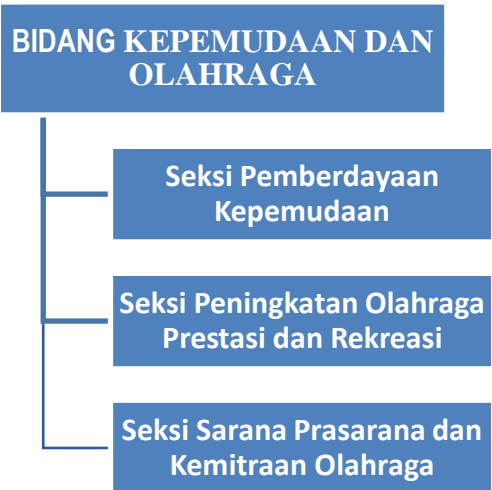 BIDANG KEPEMUDAAN DAN
OLAHRAGA
Seksi Pemberdayaan
Kepemudaan
Seksi Peningkatan Olahraga
Prestasi dan Rekreasi
Seksi Sarana Prasarana dan
Kemitraan Olahraga